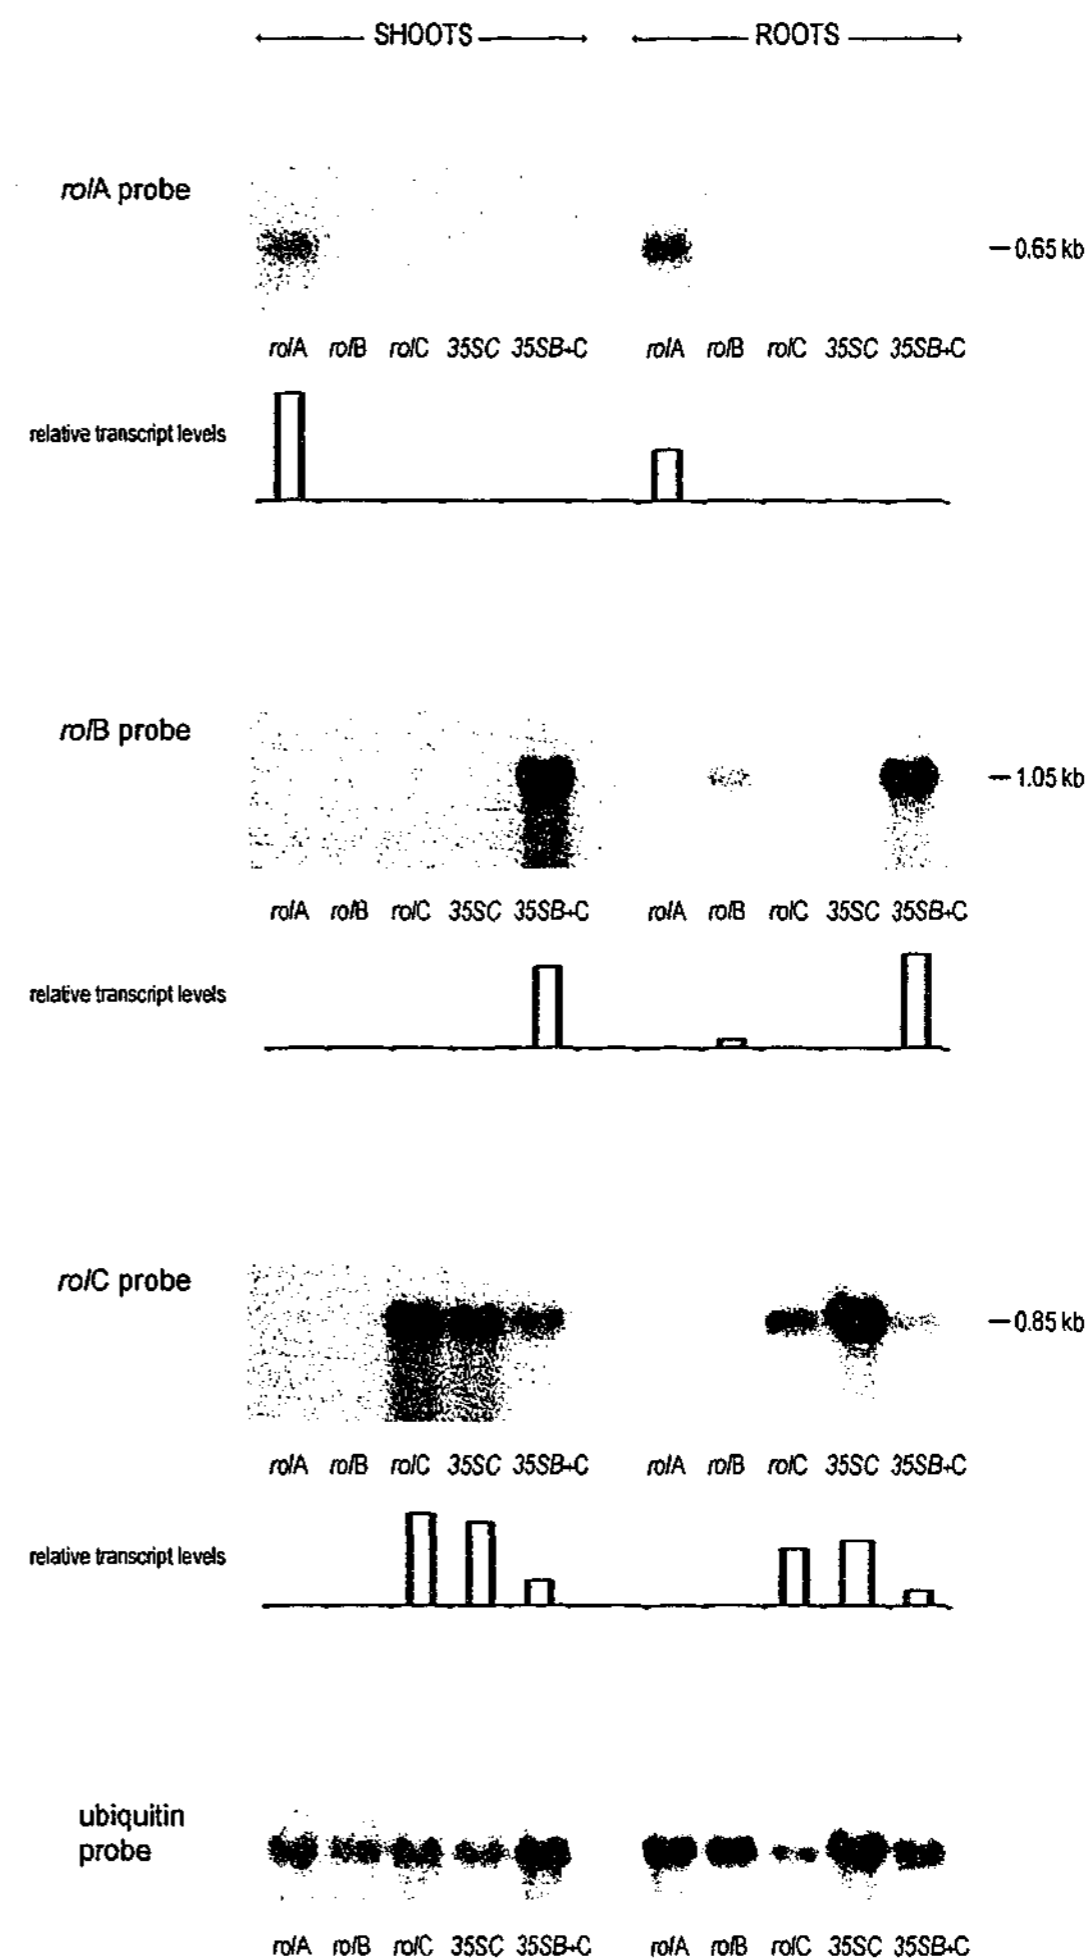 SHOOTS ROOTS
rolA probe
0.65 kb
rolA rolB rolC 35SC 35SB+C rolA rolB rolC 35SC 35SB+C
relative transcript levels
rolB probe
1.05 kb
rolA rolB rolC 35SC 35SB+C rolA rolB rolC 35SC 35SB+C
relative transcript levels
rolC probe
0.85 kb
rolA rolB rolC 35SC 35SB+C rolA rolB rolC 35SC 35SB+C
relative transcript levels
ubiquitin
probe
rolA rolB rolC 35SC 35SB+C rolA rolB rolC 35SC 35SB+C